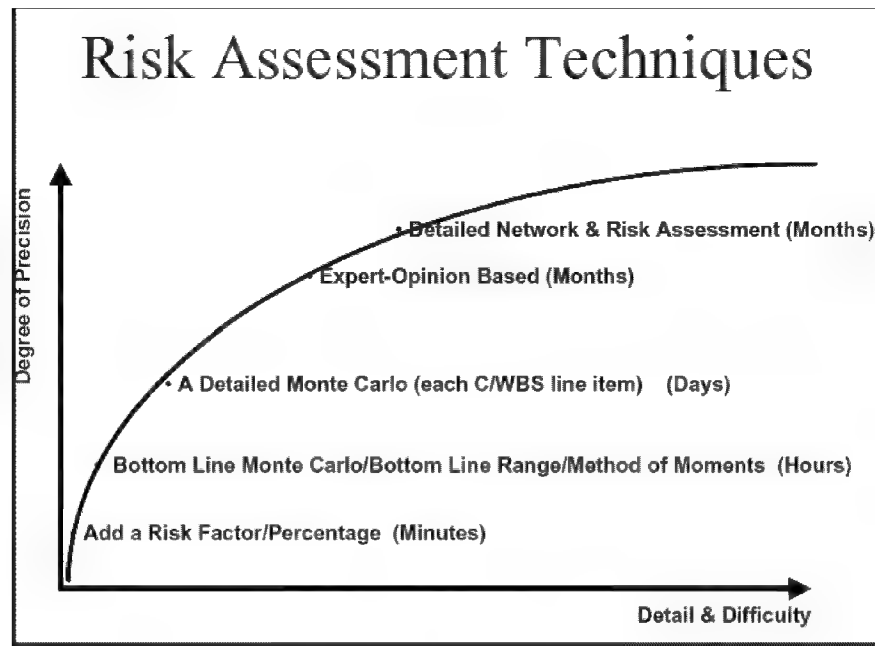 Risk Assessment Techniques
Degree of Precision
• Detailed Network & Risk Assessment (Months)
• Expert-Opinion Based (Months)
• A Detailed Monte Carlo (each C/WBS line item) (Days)
Bottom Line Monte Carlo/Bottom Line Range/Method of Moments (Hours)
Add a Risk Factor/Percentage (Minutes)
Detail & Difficulty